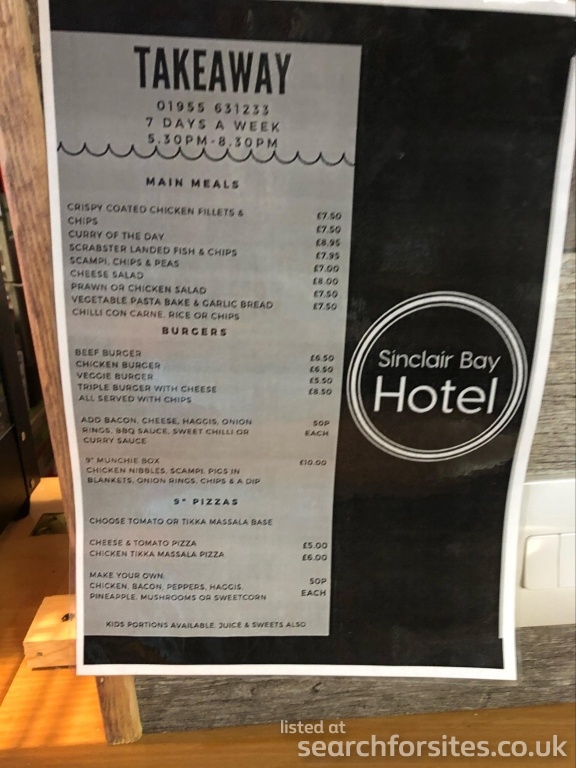 TAKEAWAY
01955 631233
7 DAYS A WEEK
5.30PM-8.30PM
MAIN MEALS
CRISPY COATED CHICKEN FILLETS & £7.50
CHIPS £7.50
CURRY OF THE DAY £8.95
SCRABSTER LANDED FISH & CHIPS £7.95
SCAMPI, CHIPS & PEAS £7.00
CHEESE SALAD £8.00
PRAWN OR CHICKEN SALAD £7.50
VEGETABLE PASTA BAKE & GARLIC BREAD £7.50
CHILLI CON CARNE, RICE OR CHIPS
BURGERS
BEEF BURGER £6.50
CHICKEN BURGER £6.50
VEGGIE BURGER £5.50
TRIPLE BURGER WITH CHEESE £8.50
ALL SERVED WITH CHIPS
ADD BACON, CHEESE, HAGGIS, ONION 50P
RINGS, BBQ SAUCE, SWEET CHILLI OR EACH
CURRY SAUCE
9" MUNCHIE BOX £10.00
CHICKEN NIBBLES, SCAMPI, PIGS IN
BLANKETS, ONION RINGS, CHIPS & A DIP
9" PIZZAS
CHOOSE TOMATO OR TIKKA MASSALA BASE
CHEESE & TOMATO PIZZA £5.00
CHICKEN TIKKA MASSALA PIZZA £6.00
MAKE YOUR OWN:
CHICKEN, BACON, PEPPERS, HAGGIS, 50P
PINEAPPLE, MUSHROOMS OR SWEETCORN EACH
KIDS PORTIONS AVAILABLE, JUICE & SWEETS ALSO
Sinclair Bay
Hotel
listed at
searchforsites.co.uk